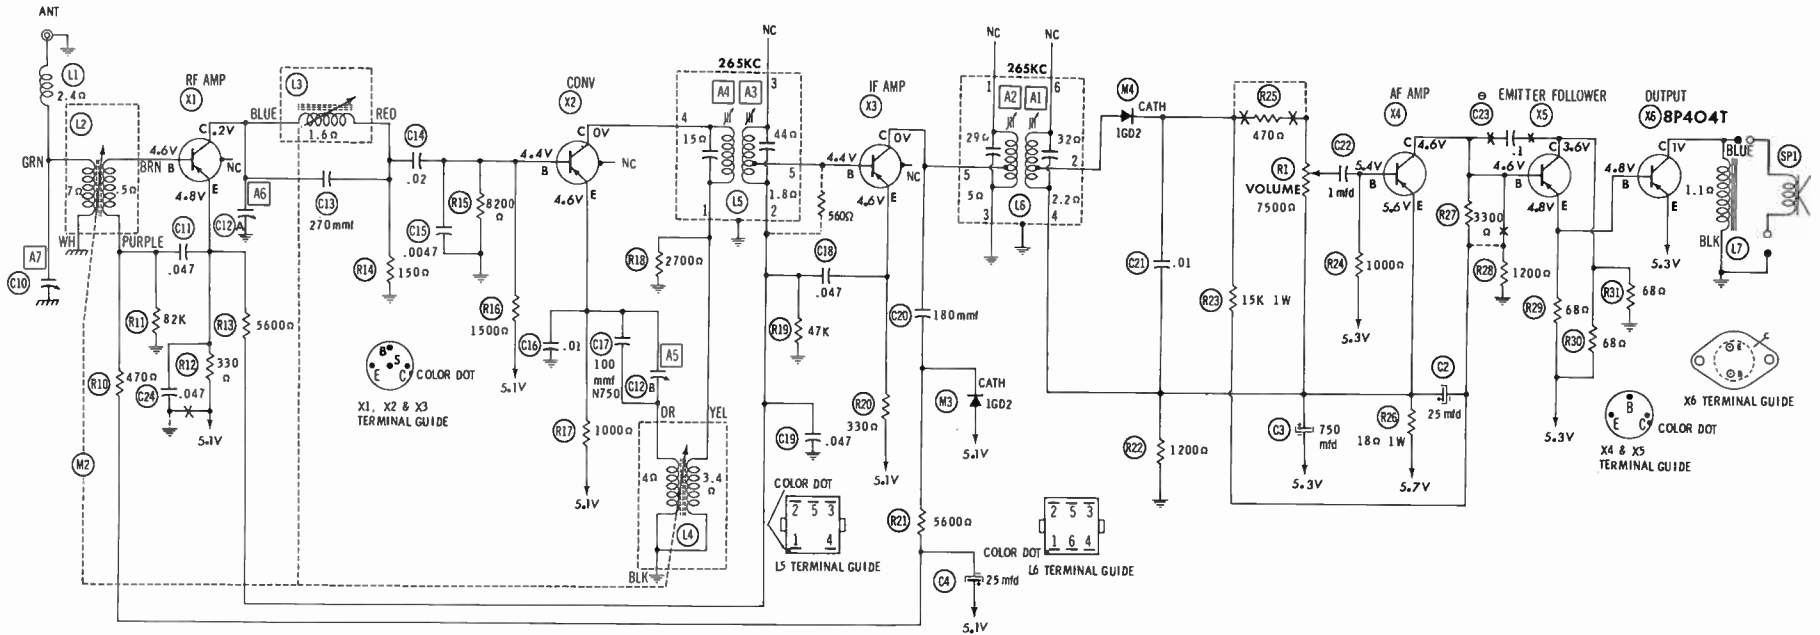 ANT
L1
2.4Ω
L2
GRN
7Ω
.5Ω
WH
BRN
PURPLE
A7
C10
RF AMP
X1
C .2V
4.6V
B
NC
4.8V
E
BLUE
L3
1.6Ω
RED
A6
C12A
C13
270 mmf
C11
.047
R11
82K
R12
330
Ω
R13
5600Ω
R10
470Ω
C24
.047
5.1V
M2
C14
.02
C15
.0047
R15
8200
Ω
R14
150Ω
CONV
X2
C
0V
4.4V
B
NC
E
4.6V
R16
1500Ω
5.1V
C16
.01
C17
100
mmf
N750
C12B
A5
R17
1000Ω
5.1V
OR
YEL
4Ω
3.4
Ω
L4
BLK
B
S
E
C
COLOR DOT
X1, X2 & X3
TERMINAL GUIDE
265KC
NC
4
A4
A3
3
15Ω
44Ω
5
1.8Ω
1
L5
2
R18
2700Ω
560Ω
C18
.047
R19
47K
C19
.047
IF AMP
X3
C
0V
4.4V
B
NC
4.6V
E
R20
330Ω
5.1V
C20
180 mmf
M3
CATH
1GD2
5.1V
R21
5600Ω
C4
25 mfd
5.1V
COLOR DOT
2 5 3
1 4
L5 TERMINAL GUIDE
2 5 3
1 6 4
COLOR DOT
L6 TERMINAL GUIDE
NC
NC
265KC
1
A2
A1
6
29Ω
32Ω
2
5
5Ω
2.2Ω
3
L6
4
M4
CATH
1GD2
C21
.01
R22
1200Ω
R23
15K 1W
R25
470Ω
R1
VOLUME
7500Ω
C22
1 mfd
C3
750
mfd
5.3V
AF AMP
X4
C
4.6V
5.4V
B
5.6V
E
R24
1000Ω
5.3V
R26
18Ω 1W
5.7V
C2
25 mfd
R27
3300
Ω
R28
1200Ω
⊖ EMITTER FOLLOWER
C23
.1
X5
C
3.6V
4.6V
B
4.8V
E
R29
68Ω
R30
68Ω
R31
68Ω
5.3V
OUTPUT
X6 8P404T
C
1V
4.8V
B
E
5.3V
BLUE
1.1Ω
BLK
L7
SP1
C
E
B
X6 TERMINAL GUIDE
B
E
C
COLOR DOT
X4 & X5
TERMINAL GUIDE